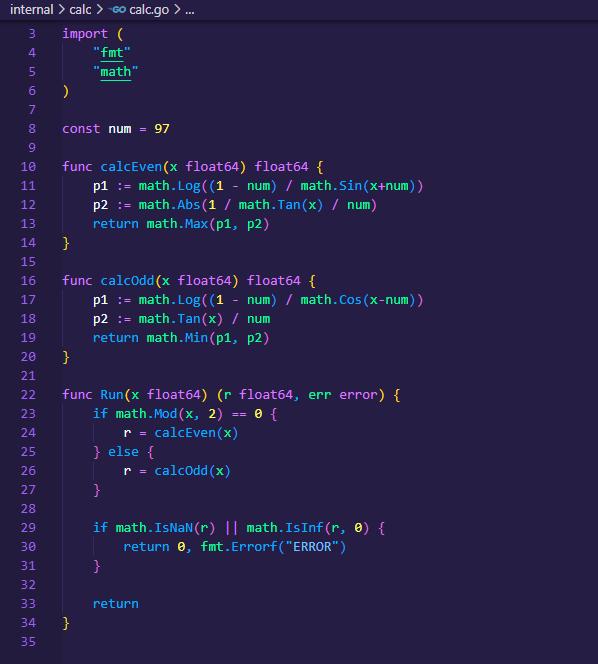 internal > calc > GO calc.go > ...
3 import (
4     "fmt"
5     "math"
6 )
7
8 const num = 97
9
10 func calcEven(x float64) float64 {
11     p1 := math.Log((1 - num) / math.Sin(x+num))
12     p2 := math.Abs(1 / math.Tan(x) / num)
13     return math.Max(p1, p2)
14 }
15
16 func calcOdd(x float64) float64 {
17     p1 := math.Log((1 - num) / math.Cos(x-num))
18     p2 := math.Tan(x) / num
19     return math.Min(p1, p2)
20 }
21
22 func Run(x float64) (r float64, err error) {
23     if math.Mod(x, 2) == 0 {
24         r = calcEven(x)
25     } else {
26         r = calcOdd(x)
27     }
28
29     if math.IsNaN(r) || math.IsInf(r, 0) {
30         return 0, fmt.Errorf("ERROR")
31     }
32
33     return
34 }
35